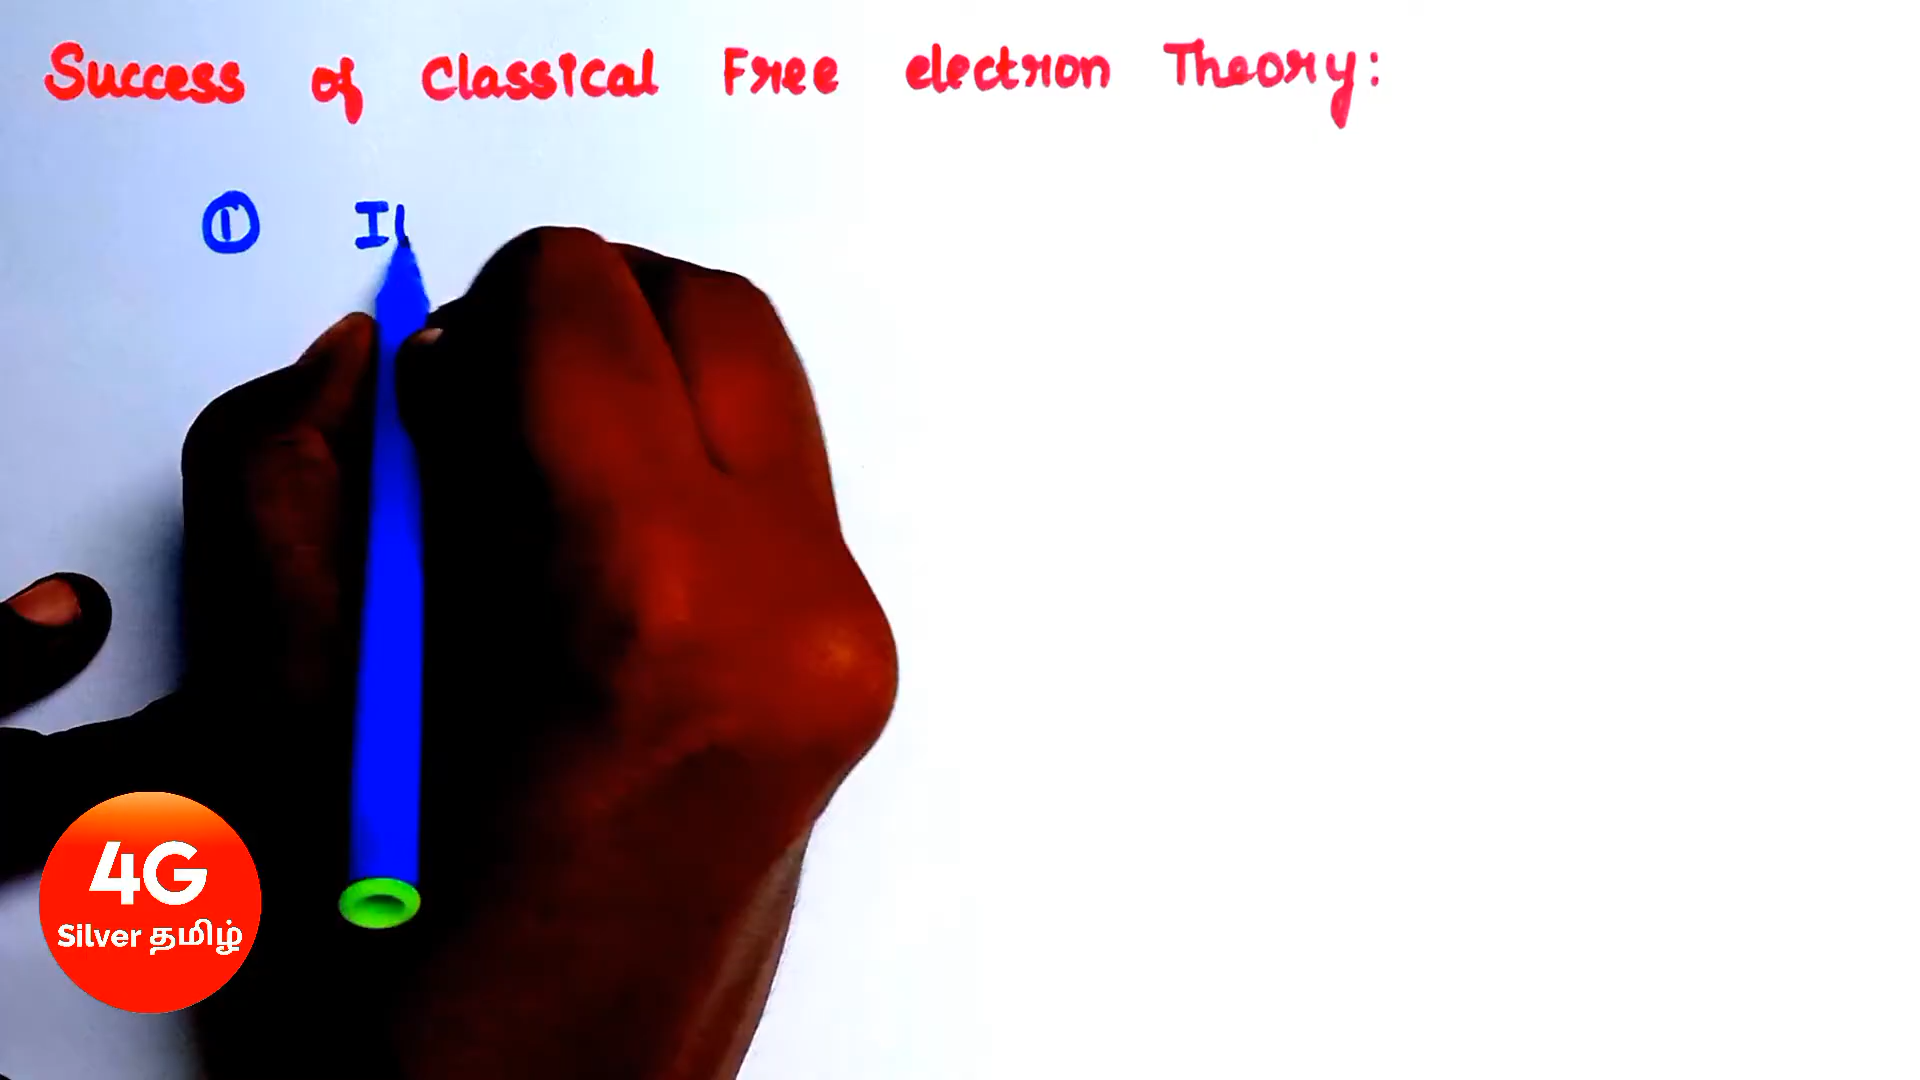 Success of Classical Free electron Theory:
①
4G
Silver தமிழ்